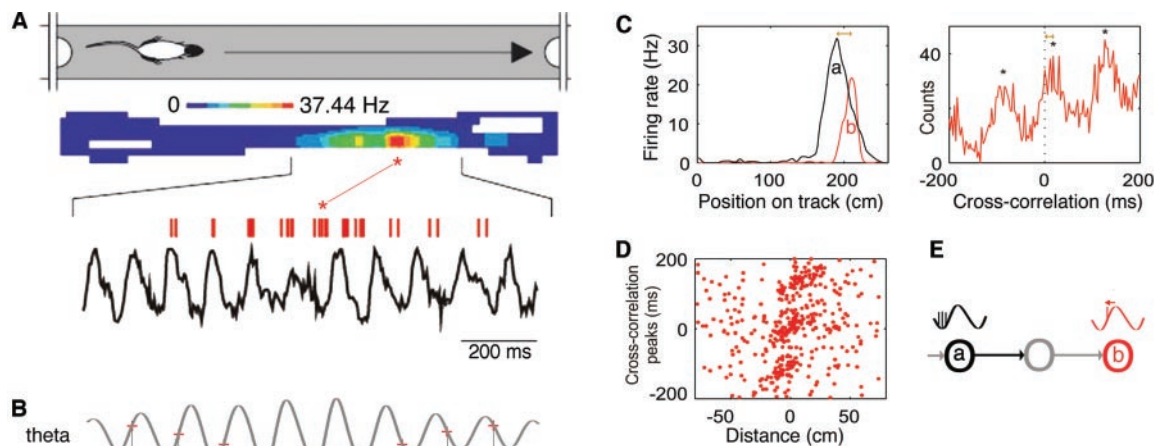 A
0 37.44 Hz
*
*
200 ms
B
theta
C
Firing rate (Hz)
30
20
10
0
a
b
0 100 200
Position on track (cm)
Counts
40
0
* * *
-200 0 200
Cross-correlation (ms)
D
Cross-correlation
peaks (ms)
200
0
-200
-50 0 50
Distance (cm)
E
a b